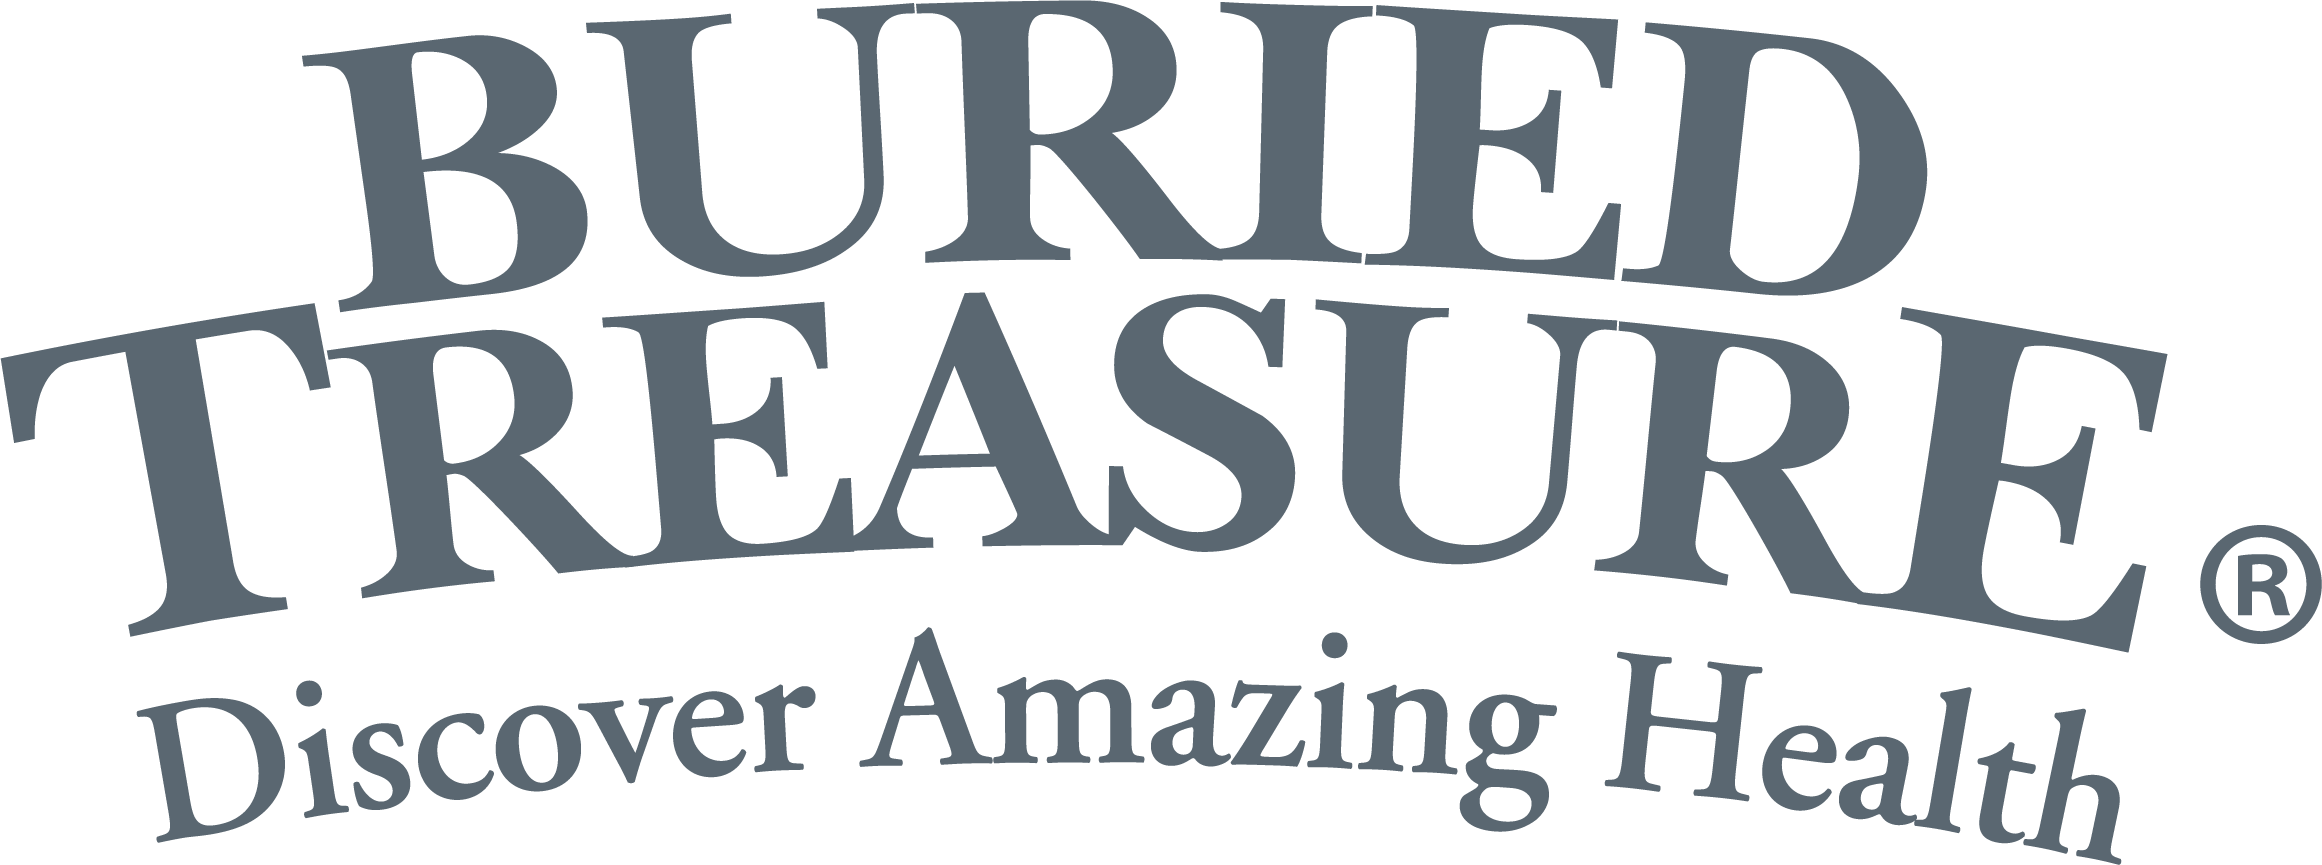 BURIED
TREASURE®
Discover Amazing Health